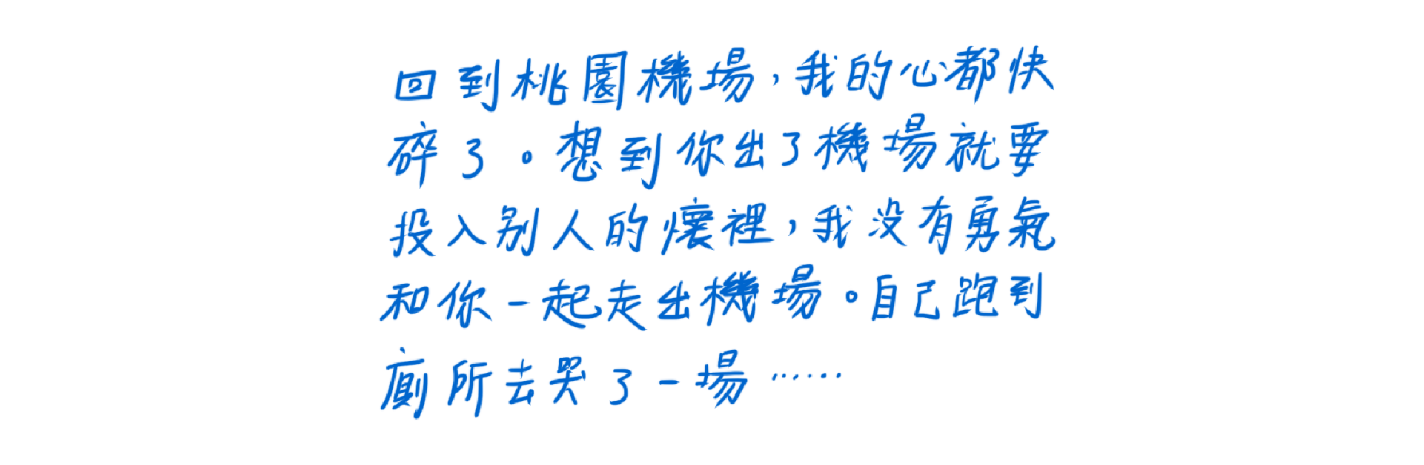 回到桃園機場，我的心都快
碎了。想到你出了機場就要
投入別人的懷裡，我沒有勇氣
和你一起走出機場。自己跑到
廁所去哭了一場……